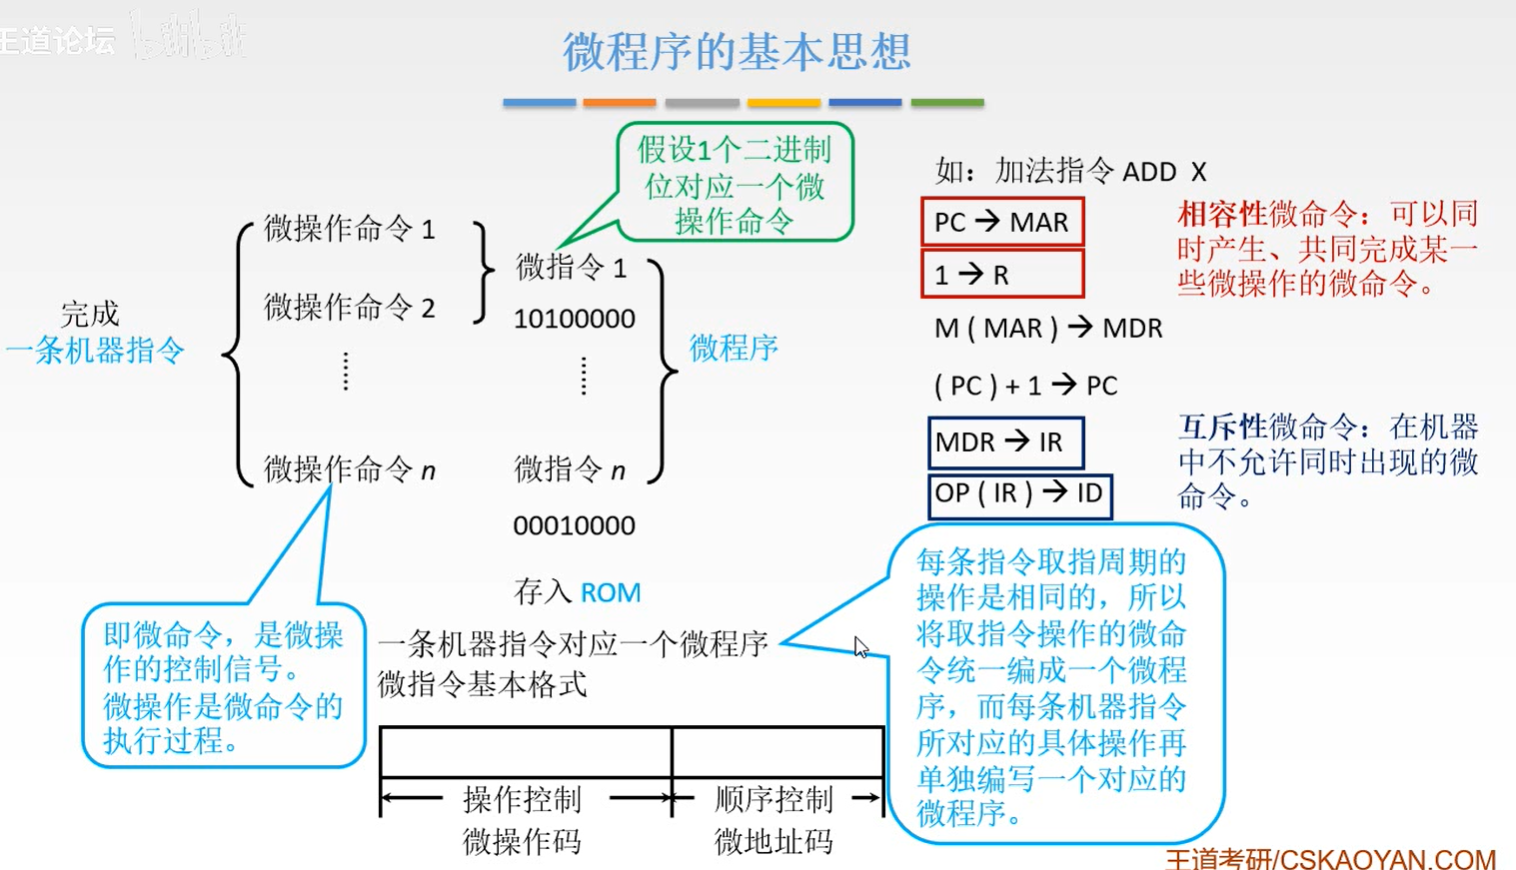 王道论坛 bilibili
微程序的基本思想
假设1个二进制
位对应一个微
操作命令
完成
一条机器指令
微操作命令 1
微操作命令 2
微操作命令 n
微指令 1
10100000
微指令 n
00010000
微程序
存入 ROM
即微命令，是微操
作的控制信号。
微操作是微命令的
执行过程。
一条机器指令对应一个微程序
微指令基本格式
操作控制
微操作码
顺序控制
微地址码
如：加法指令 ADD X
PC → MAR
1 → R
M ( MAR ) → MDR
( PC ) + 1 → PC
MDR → IR
OP ( IR ) → ID
相容性微命令：可以同
时产生、共同完成某一
些微操作的微命令。
互斥性微命令：在机器
中不允许同时出现的微
命令。
每条指令取指周期的
操作是相同的，所以
将取指令操作的微命
令统一编成一个微程
序，而每条机器指令
所对应的具体操作再
单独编写一个对应的
微程序。
王道考研/CSKAOYAN.COM